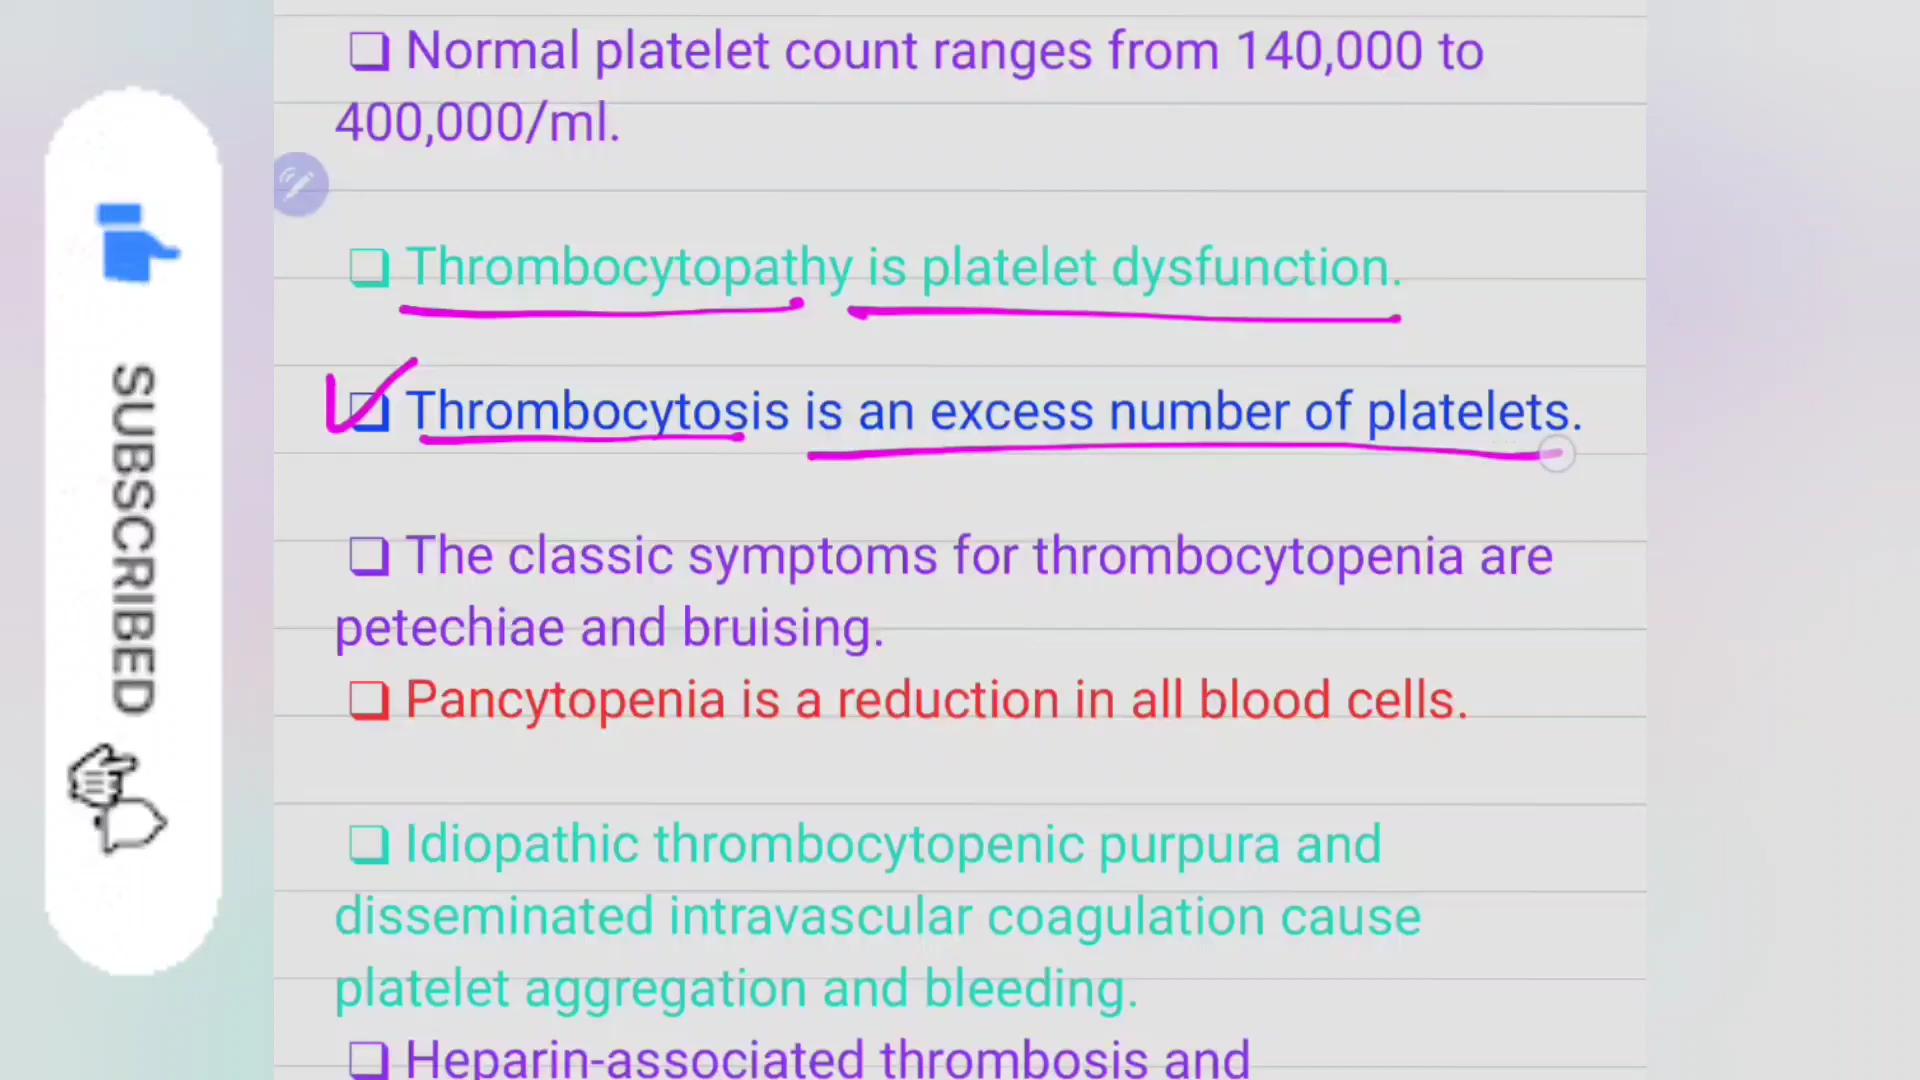 ❑ Normal platelet count ranges from 140,000 to
400,000/ml.
❑ Thrombocytopathy is platelet dysfunction.
❑ Thrombocytosis is an excess number of platelets.
❑ The classic symptoms for thrombocytopenia are
petechiae and bruising.
❑ Pancytopenia is a reduction in all blood cells.
❑ Idiopathic thrombocytopenic purpura and
disseminated intravascular coagulation cause
platelet aggregation and bleeding.
❑ Heparin-associated thrombosis and
SUBSCRIBED